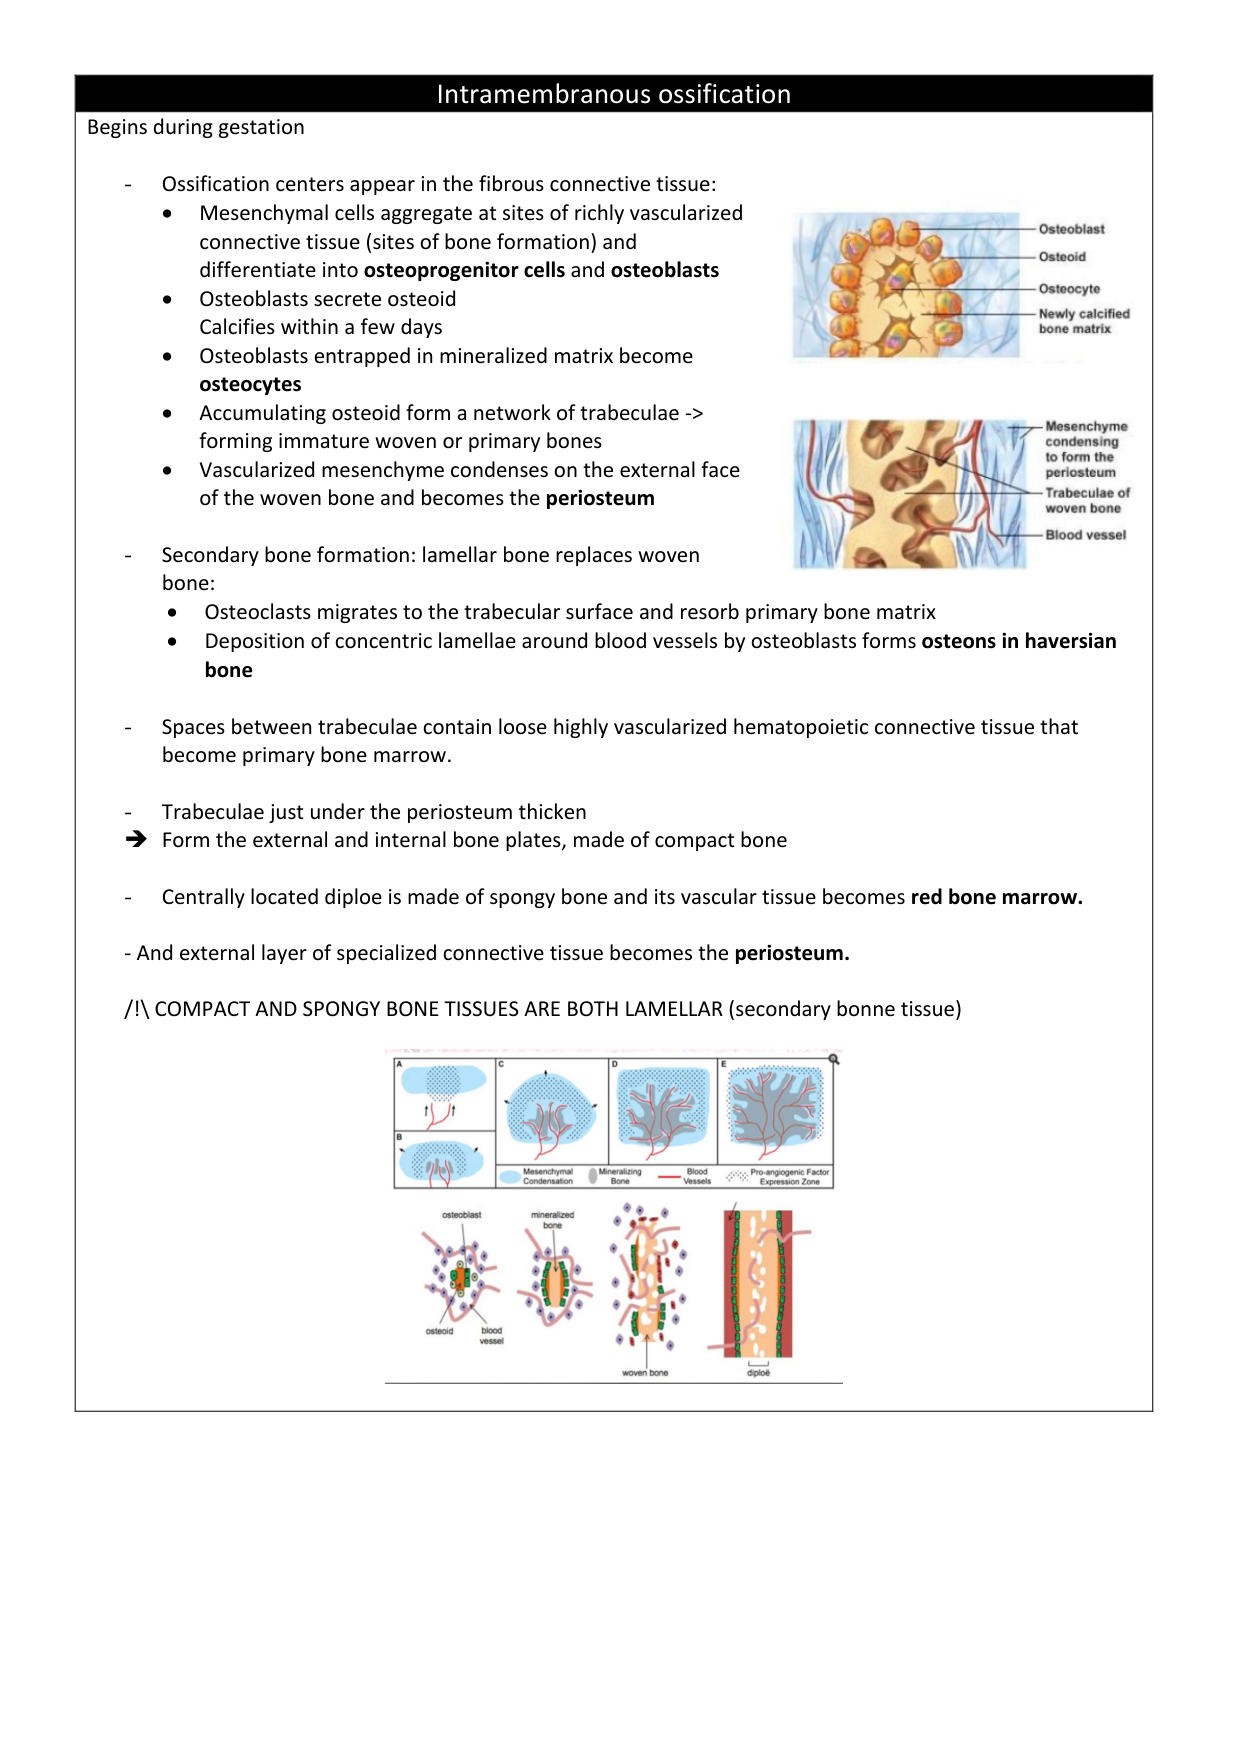 Intramembranous ossification
Begins during gestation
- Ossification centers appear in the fibrous connective tissue:
• Mesenchymal cells aggregate at sites of richly vascularized
connective tissue (sites of bone formation) and
differentiate into osteoprogenitor cells and osteoblasts
• Osteoblasts secrete osteoid
Calcifies within a few days
• Osteoblasts entrapped in mineralized matrix become
osteocytes
• Accumulating osteoid form a network of trabeculae ->
forming immature woven or primary bones
• Vascularized mesenchyme condenses on the external face
of the woven bone and becomes the periosteum
Osteoblast
Osteoid
Osteocyte
Newly calcified
bone matrix
Mesenchyme
condensing
to form the
periosteum
Trabeculae of
woven bone
Blood vessel
- Secondary bone formation: lamellar bone replaces woven
bone:
• Osteoclasts migrates to the trabecular surface and resorb primary bone matrix
• Deposition of concentric lamellae around blood vessels by osteoblasts forms osteons in haversian
bone
- Spaces between trabeculae contain loose highly vascularized hematopoietic connective tissue that
become primary bone marrow.
- Trabeculae just under the periosteum thicken
➔ Form the external and internal bone plates, made of compact bone
- Centrally located diploe is made of spongy bone and its vascular tissue becomes red bone marrow.
- And external layer of specialized connective tissue becomes the periosteum.
/!\ COMPACT AND SPONGY BONE TISSUES ARE BOTH LAMELLAR (secondary bonne tissue)
A
C
D
E
B
Mesenchymal
Condensation
Mineralizing
Bone
Blood
Vessels
Pro-angiogenic Factor
Expression Zone
osteoblast
mineralized
bone
osteoid
blood
vessel
woven bone
diploë